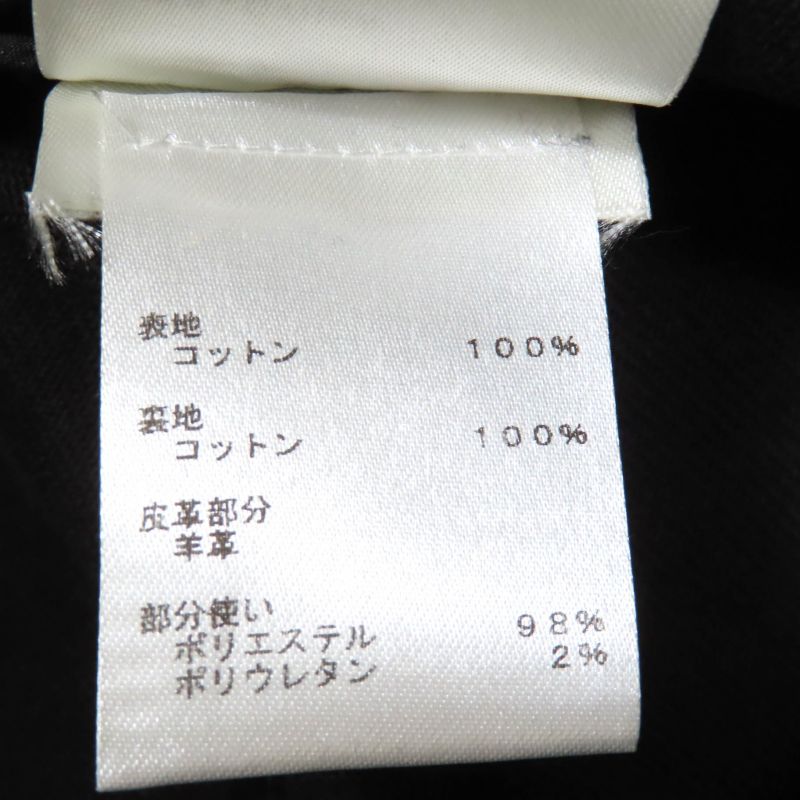 表地
コットン 100%
裏地
コットン 100%
皮革部分
羊革
部分使い
ポリエステル 98%
ポリウレタン 2%